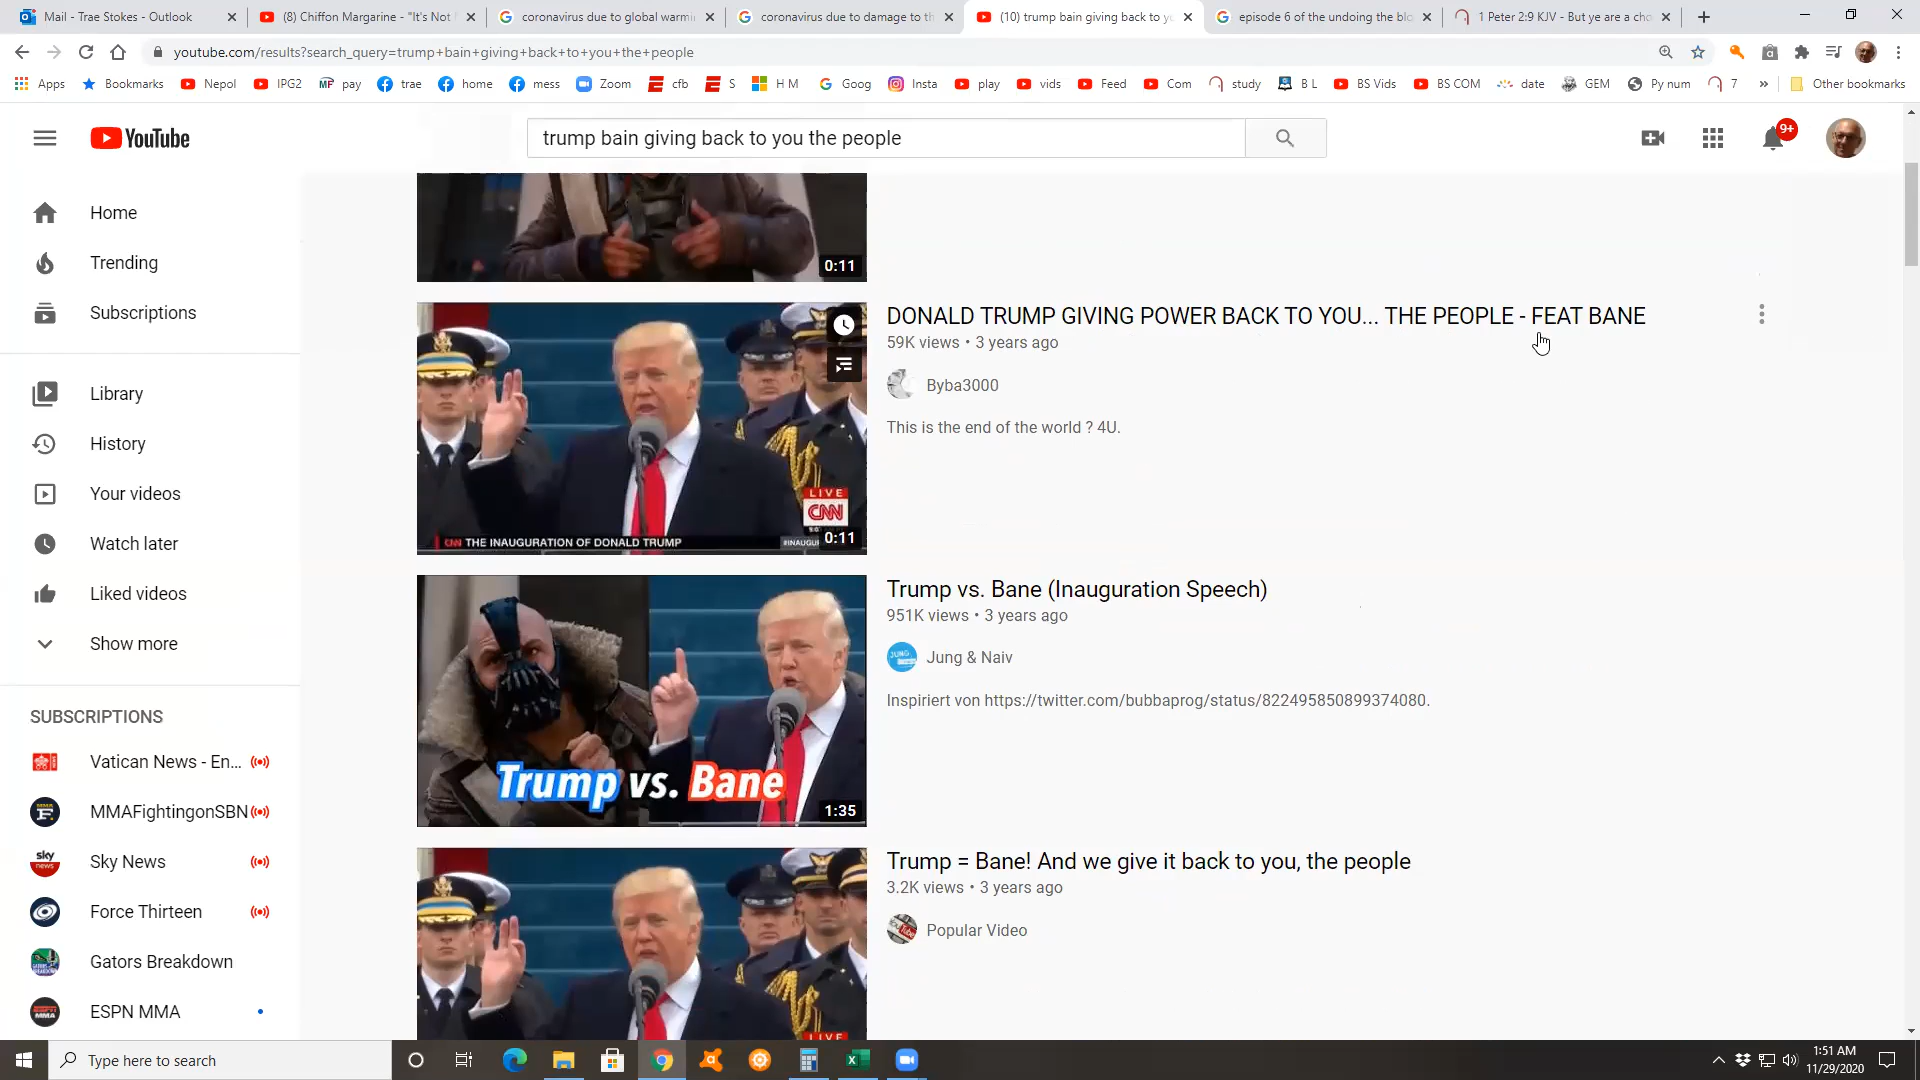 Mail - Trae Stokes - Outlook
(8) Chiffon Margarine - "It's Not
coronavirus due to global warmi
coronavirus due to damage to th
(10) trump bain giving back to yo
episode 6 of the undoing the blo
1 Peter 2:9 KJV - But ye are a cho
youtube.com/results?search_query=trump+bain+giving+back+to+you+the+people
Apps
Bookmarks
Nepol
IPG2
MF pay
trae
home
mess
Zoom
cfb
S
H M
Goog
Insta
play
vids
Feed
Com
study
B L
BS Vids
BS COM
date
GEM
Py num
7
»
Other bookmarks
YouTube
trump bain giving back to you the people
9+
Home
Trending
Subscriptions
Library
History
Your videos
Watch later
Liked videos
Show more
SUBSCRIPTIONS
Vatican News - En...
MMAFightingonSBN
sky news
Sky News
Force Thirteen
Gators Breakdown
ESPN MMA
0:11
DONALD TRUMP GIVING POWER BACK TO YOU... THE PEOPLE - FEAT BANE
59K views • 3 years ago
Byba3000
This is the end of the world ? 4U.
LIVE
CNN
CNN THE INAUGURATION OF DONALD TRUMP
0:11
Trump vs. Bane (Inauguration Speech)
951K views • 3 years ago
JUNG
Jung & Naiv
Inspiriert von https://twitter.com/bubbaprog/status/822495850899374080.
Trump vs. Bane
1:35
Trump = Bane! And we give it back to you, the people
3.2K views • 3 years ago
Popular Video
LIVE
Type here to search
1:51 AM
11/29/2020